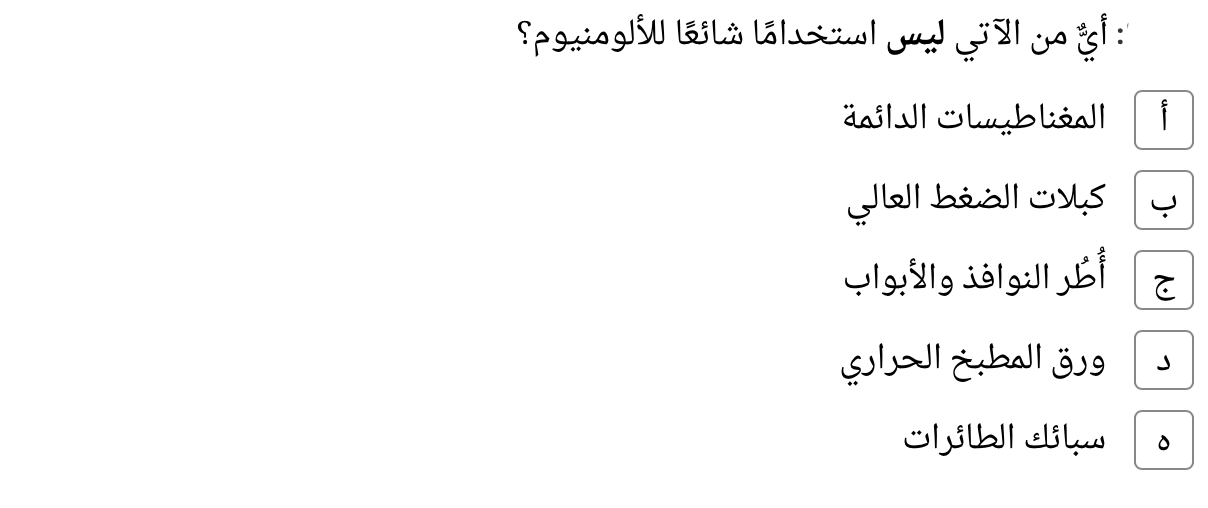 : أيٌّ من الآتي ليس استخدامًا شائعًا للألومنيوم؟
أ المغناطيسات الدائمة
ب كبلات الضغط العالي
ج أُطُر النوافذ والأبواب
د ورق المطبخ الحراري
ه سبائك الطائرات